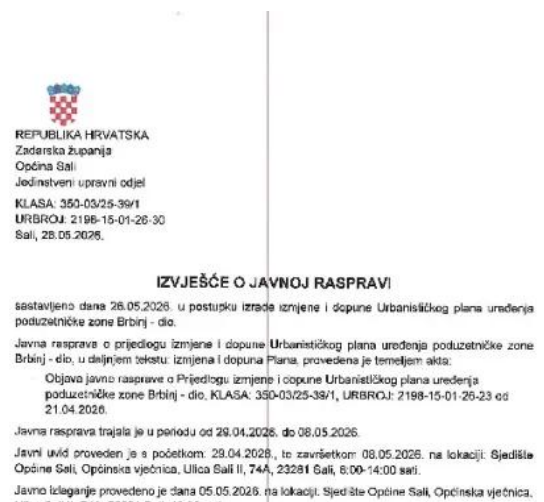 REPUBLIKA HRVATSKA
Zadarska županija
Općina Sali
Jedinstveni upravni odjel
KLASA: 350-03/25-39/1
URBROJ: 2198-15-01-26-30
Sali, 26.05.2026.
IZVJEŠĆE O JAVNOJ RASPRAVI
sastavljeno dana 26.05.2026. u postupku izrade izmjene i dopune Urbanističkog plana uređenja
poduzetničke zone Brbinj - dio.
Javna rasprava o prijedlogu izmjene i dopune Urbanističkog plana uređenja poduzetničke zone
Brbinj - dio, u daljnjem tekstu: izmjena i dopuna Plana, provedena je temeljem akta:
Objava javne rasprave o Prijedlogu izmjene i dopune Urbanističkog plana uređenja
poduzetničke zone Brbinj - dio, KLASA: 350-03/25-39/1, URBROJ: 2198-15-01-26-23 od
21.04.2026.
Javna rasprava trajala je u periodu od 29.04.2026. do 08.05.2026.
Javni uvid proveden je s početkom: 29.04.2026., te završetkom 08.05.2026. na lokaciji: Sjedište
Općine Sali, Općinska vijećnica, Ulica Sali II, 74A, 23281 Sali, 8:00-14:00 sati.
Javno izlaganje provedeno je dana 05.05.2026. na lokaciji: Sjedište Općine Sali, Općinska vijećnica,